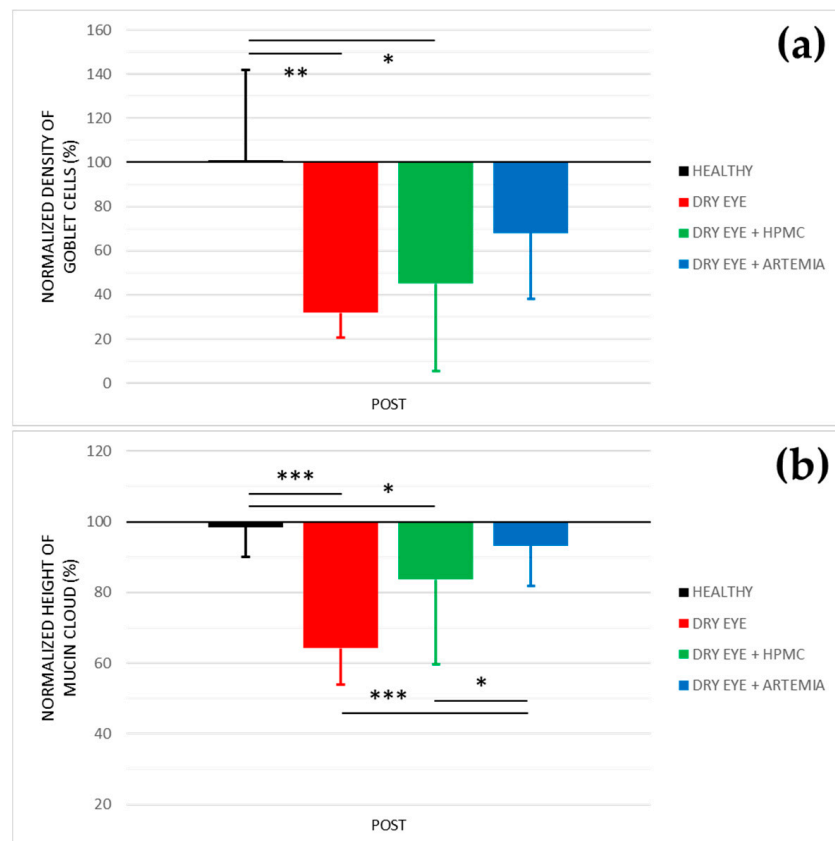 (a)
160
140
120
100
80
60
40
20
0
NORMALIZED DENSITY OF
GOBLET CELLS (%)
**
*
POST
HEALTHY
DRY EYE
DRY EYE + HPMC
DRY EYE + ARTEMIA
(b)
120
100
80
60
40
20
NORMALIZED HEIGHT OF
MUCIN CLOUD (%)
***
*
***
*
POST
HEALTHY
DRY EYE
DRY EYE + HPMC
DRY EYE + ARTEMIA